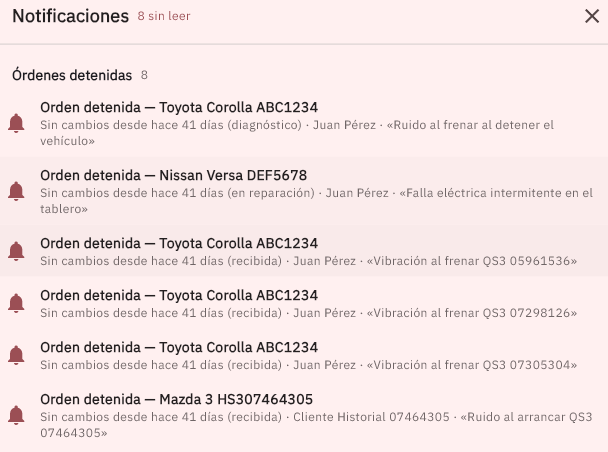 Notificaciones 8 sin leer
Órdenes detenidas 8
Orden detenida — Toyota Corolla ABC1234
Sin cambios desde hace 41 días (diagnóstico) · Juan Pérez · «Ruido al frenar al detener el
vehículo»
Orden detenida — Nissan Versa DEF5678
Sin cambios desde hace 41 días (en reparación) · Juan Pérez · «Falla eléctrica intermitente en el
tablero»
Orden detenida — Toyota Corolla ABC1234
Sin cambios desde hace 41 días (recibida) · Juan Pérez · «Vibración al frenar QS3 05961536»
Orden detenida — Toyota Corolla ABC1234
Sin cambios desde hace 41 días (recibida) · Juan Pérez · «Vibración al frenar QS3 07298126»
Orden detenida — Toyota Corolla ABC1234
Sin cambios desde hace 41 días (recibida) · Juan Pérez · «Vibración al frenar QS3 07305304»
Orden detenida — Mazda 3 HS307464305
Sin cambios desde hace 41 días (recibida) · Cliente Historial 07464305 · «Ruido al arrancar QS3
07464305»